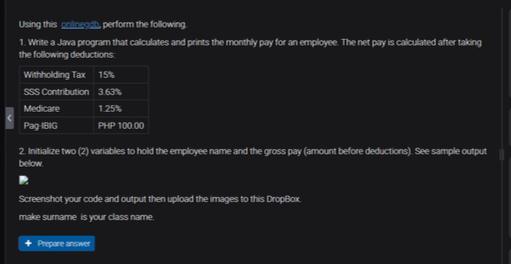 Using this onlinegdb, perform the following.
1. Write a Java program that calculates and prints the monthly pay for an employee. The net pay is calculated after taking
the following deductions:
Withholding Tax 15%
SSS Contribution 3.63%
Medicare 1.25%
Pag-IBIG PHP 100.00
2. Initialize two (2) variables to hold the employee name and the gross pay (amount before deductions). See sample output
below.
Screenshot your code and output then upload the images to this DropBox.
make surname is your class name.
+ Prepare answer